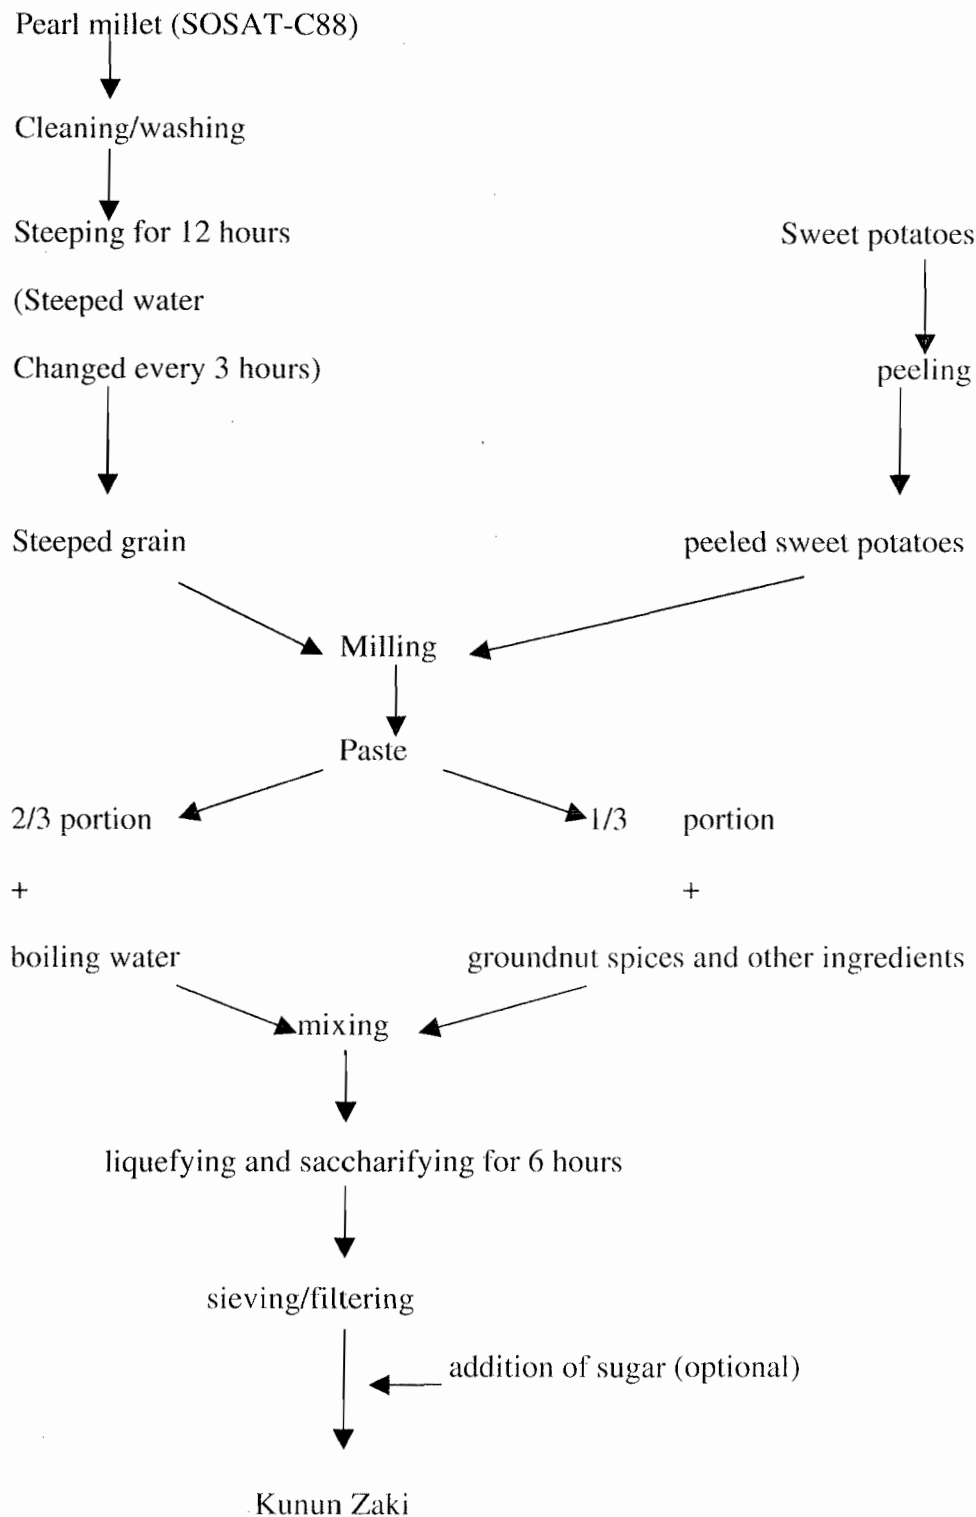 Pearl millet (SOSAT-C88)
Cleaning/washing
Steeping for 12 hours
Sweet potatoes
(Steeped water
Changed every 3 hours)
peeling
Steeped grain
peeled sweet potatoes
Milling
Paste
2/3 portion
1/3 portion
+
+
boiling water
groundnut spices and other ingredients
mixing
liquefying and saccharifying for 6 hours
sieving/filtering
addition of sugar (optional)
Kunun Zaki